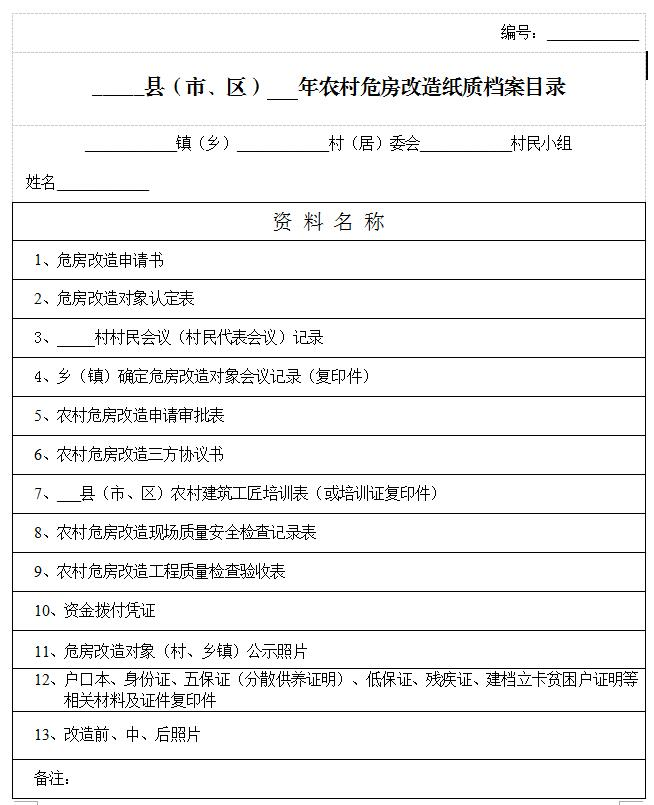 编号：____________
_____县（市、区）___年农村危房改造纸质档案目录
____________镇（乡）____________村（居）委会____________村民小组
姓名____________
资 料 名 称
1、危房改造申请书
2、危房改造对象认定表
3、_____村村民会议（村民代表会议）记录
4、乡（镇）确定危房改造对象会议记录（复印件）
5、农村危房改造申请审批表
6、农村危房改造三方协议书
7、___县（市、区）农村建筑工匠培训表（或培训证复印件）
8、农村危房改造现场质量安全检查记录表
9、农村危房改造工程质量检查验收表
10、资金拨付凭证
11、危房改造对象（村、乡镇）公示照片
12、户口本、身份证、五保证（分散供养证明）、低保证、残疾证、建档立卡贫困户证明等
相关材料及证件复印件
13、改造前、中、后照片
备注：